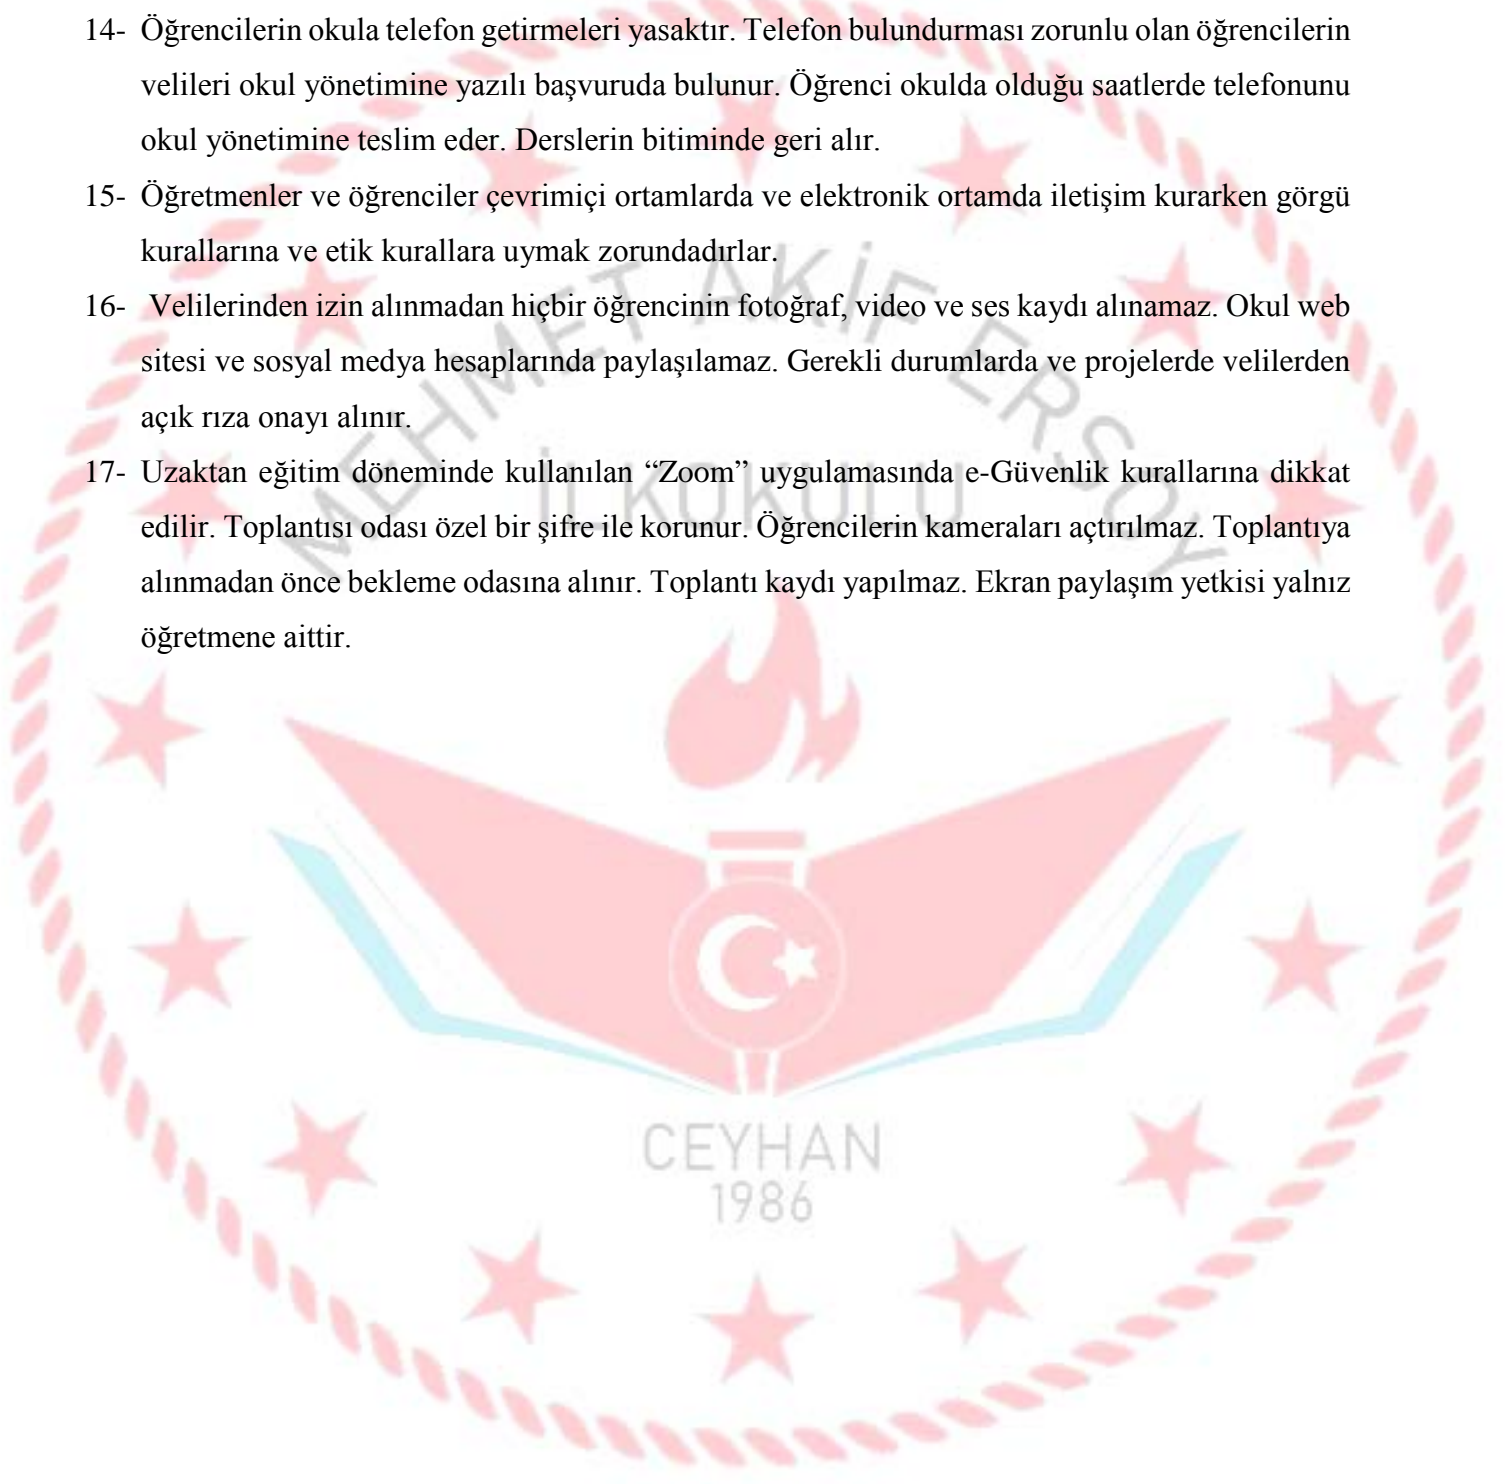 14- Öğrencilerin okula telefon getirmeleri yasaktır. Telefon bulundurması zorunlu olan öğrencilerin
velileri okul yönetimine yazılı başvuruda bulunur. Öğrenci okulda olduğu saatlerde telefonunu
okul yönetimine teslim eder. Derslerin bitiminde geri alır.
15- Öğretmenler ve öğrenciler çevrimiçi ortamlarda ve elektronik ortamda iletişim kurarken görgü
kurallarına ve etik kurallara uymak zorundadırlar.
16- Velilerinden izin alınmadan hiçbir öğrencinin fotoğraf, video ve ses kaydı alınamaz. Okul web
sitesi ve sosyal medya hesaplarında paylaşılamaz. Gerekli durumlarda ve projelerde velilerden
açık rıza onayı alınır.
17- Uzaktan eğitim döneminde kullanılan “Zoom” uygulamasında e-Güvenlik kurallarına dikkat
edilir. Toplantısı odası özel bir şifre ile korunur. Öğrencilerin kameraları açtırılmaz. Toplantıya
alınmadan önce bekleme odasına alınır. Toplantı kaydı yapılmaz. Ekran paylaşım yetkisi yalnız
öğretmene aittir.
MEHMET AKİF ERSOY
İLKOKULU
CEYHAN
1986